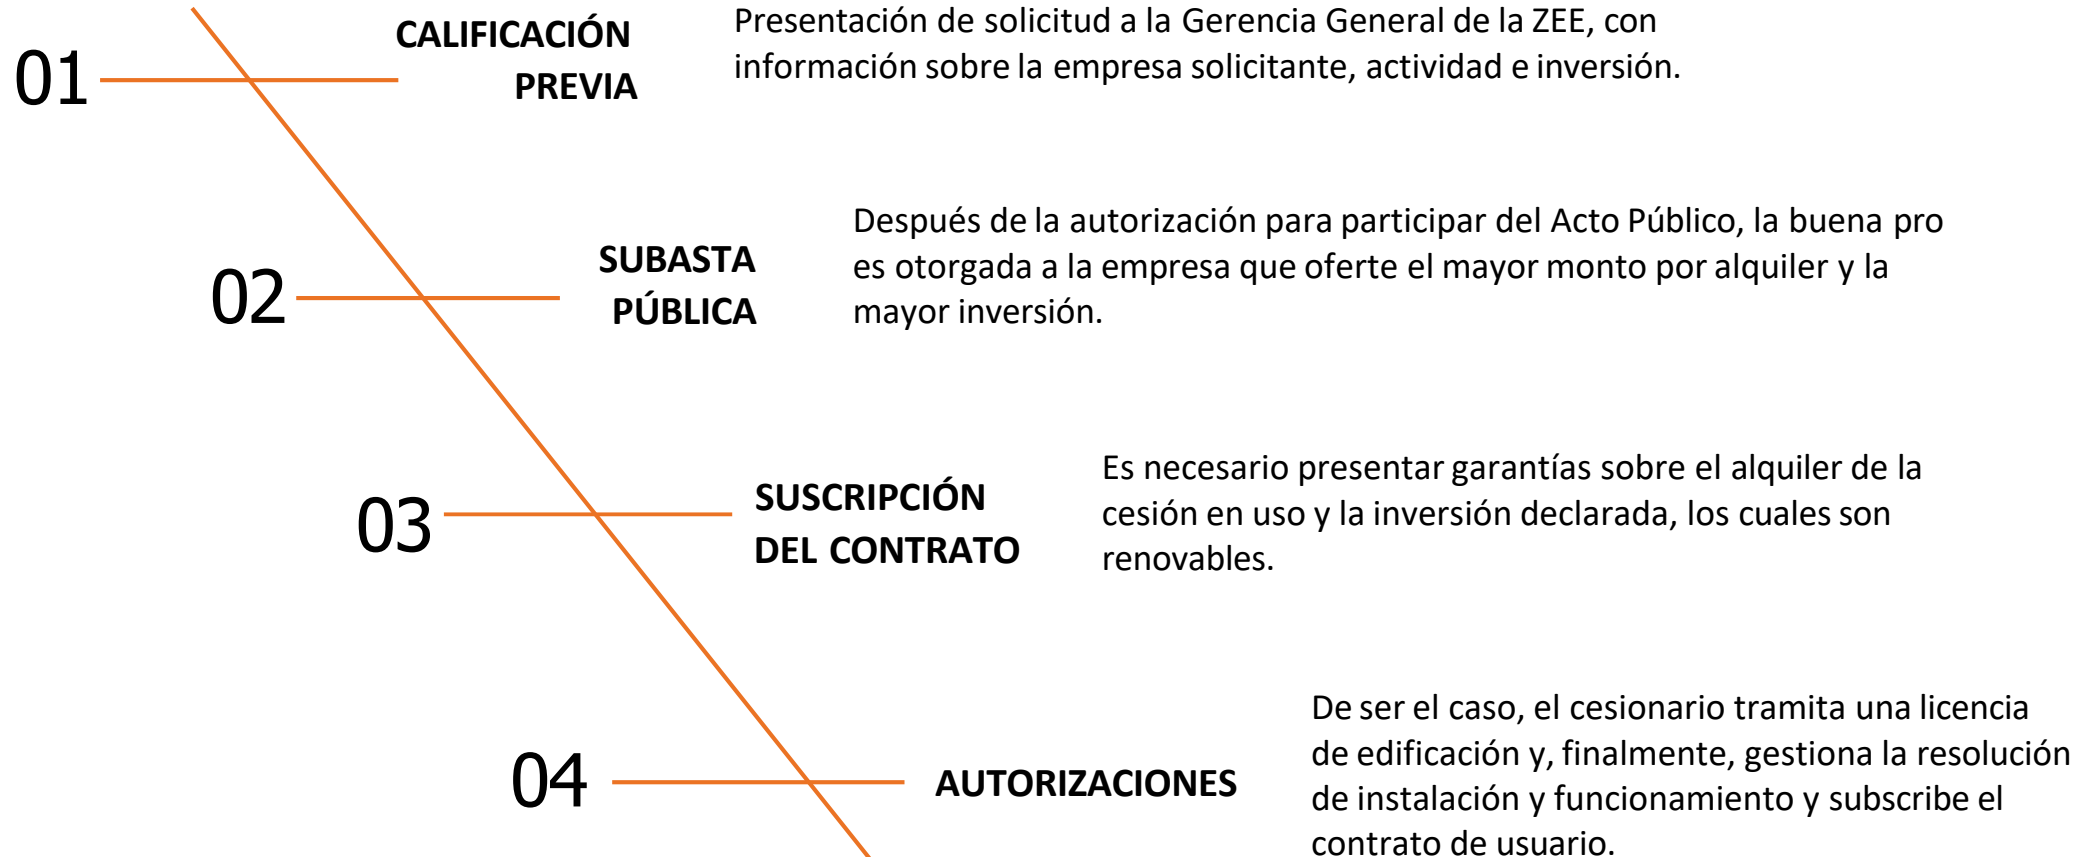 01
CALIFICACIÓN
PREVIA
Presentación de solicitud a la Gerencia General de la ZEE, con
información sobre la empresa solicitante, actividad e inversión.
02
SUBASTA
PÚBLICA
Después de la autorización para participar del Acto Público, la buena pro
es otorgada a la empresa que oferte el mayor monto por alquiler y la
mayor inversión.
03
SUSCRIPCIÓN
DEL CONTRATO
Es necesario presentar garantías sobre el alquiler de la
cesión en uso y la inversión declarada, los cuales son
renovables.
04
AUTORIZACIONES
De ser el caso, el cesionario tramita una licencia
de edificación y, finalmente, gestiona la resolución
de instalación y funcionamiento y subscribe el
contrato de usuario.